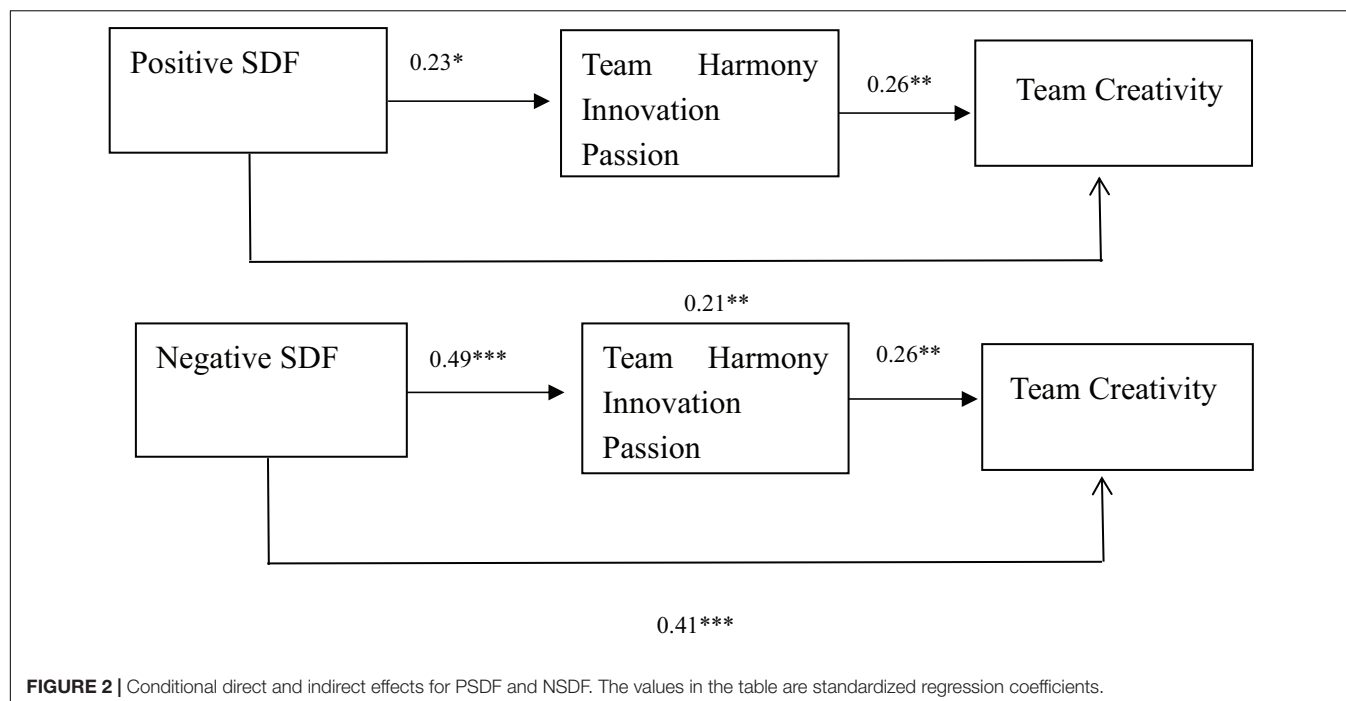 Positive SDF
0.23*
Team Harmony
Innovation
Passion
0.26**
Team Creativity
0.21**
Negative SDF
0.49***
Team Harmony
Innovation
Passion
0.26**
Team Creativity
0.41***
FIGURE 2 | Conditional direct and indirect effects for PSDF and NSDF. The values in the table are standardized regression coefficients.